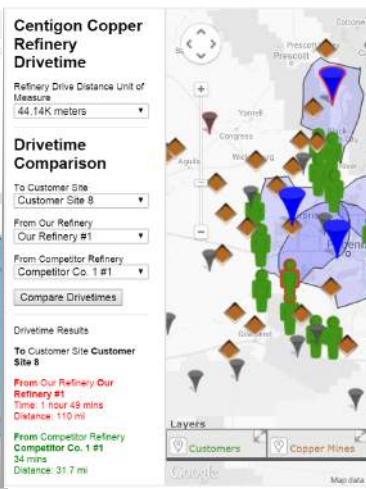 Centigon Copper
Refinery
Drivetime
Refinery Drive Distance Unit of
Measure
44.14K meters
Drivetime
Comparison
To Customer Site
Customer Site 8
From Our Refinery
Our Refinery #1
From Competitor Refinery
Competitor Co. 1 #1
Compare Drivetimes
Drivetime Results
To Customer Site Customer
Site 8
From Our Refinery Our
Refinery #1
Time: 1 hour 49 mins
Distance: 110 mi
From Competitor Refinery
Competitor Co. 1 #1
34 mins
Distance: 31.7 mi
Prescott
Yarnell
Congress
Aguila
Layers
Customers
Copper Mines
Google
Map data